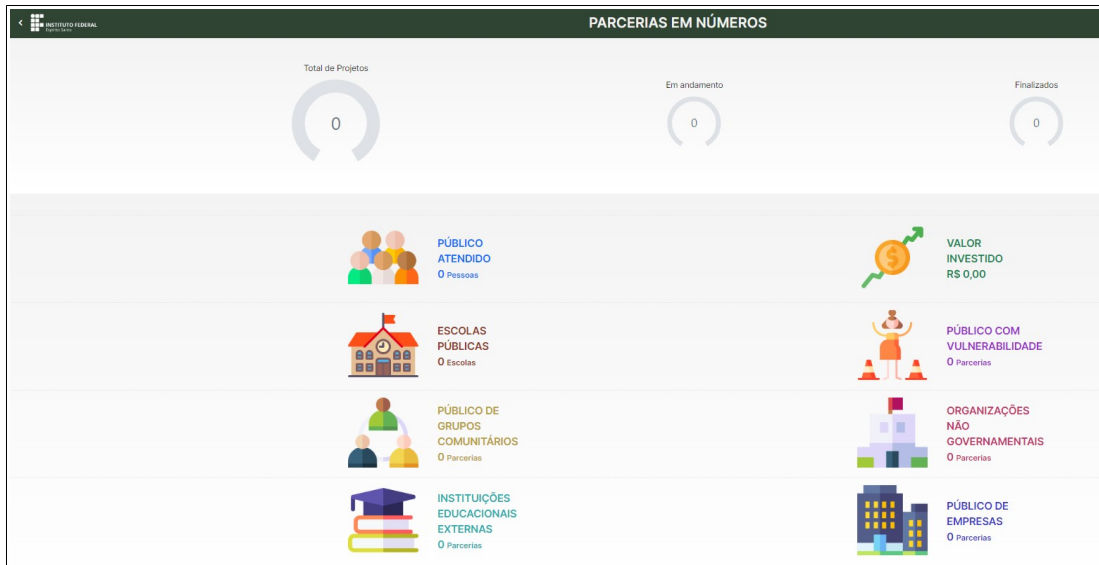 INSTITUTO FEDERAL
Espírito Santo
PARCERIAS EM NÚMEROS
Total de Projetos
0
Em andamento
0
Finalizados
0
PÚBLICO
ATENDIDO
0 Pessoas
VALOR
INVESTIDO
R$ 0,00
ESCOLAS
PÚBLICAS
0 Escolas
PÚBLICO COM
VULNERABILIDADE
0 Parcerias
PÚBLICO DE
GRUPOS
COMUNITÁRIOS
0 Parcerias
ORGANIZAÇÕES
NÃO
GOVERNAMENTAIS
0 Parcerias
INSTITUIÇÕES
EDUCACIONAIS
EXTERNAS
0 Parcerias
PÚBLICO DE
EMPRESAS
0 Parcerias